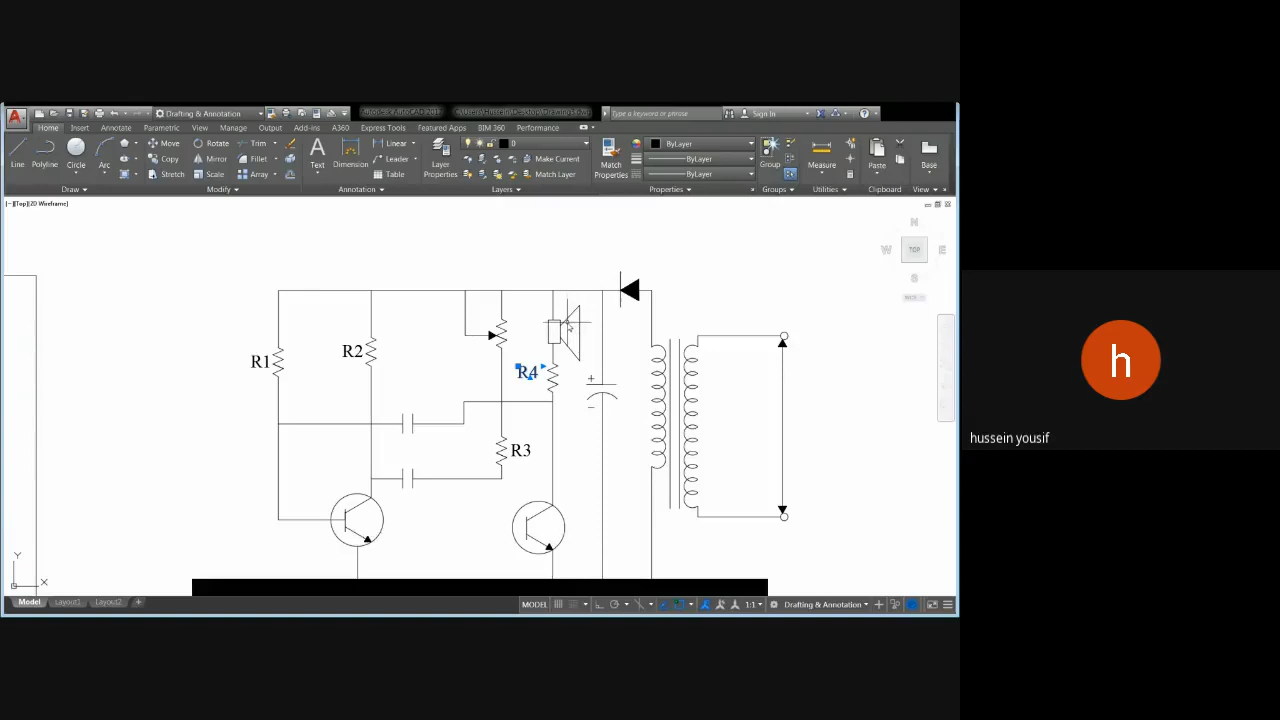 Drafting & Annotation
Type a keyword or phrase
Sign In
Home Insert Annotate Parametric View Manage Output Add-ins A360 Express Tools Featured Apps BIM 360 Performance
Line
Polyline
Circle
Arc
Move
Copy
Stretch
Rotate
Mirror
Scale
Trim
Fillet
Array
Text
Dimension
Linear
Leader
Table
Layer
Properties
0
Make Current
Match Layer
Match
Properties
ByLayer
ByLayer
ByLayer
Group
Measure
Paste
Base
Draw
Modify
Annotation
Layers
Properties
Groups
Utilities
Clipboard
View
[−][Top][2D Wireframe]
N
W
TOP
E
S
WCS
R1
R2
R4
+
−
R3
Y
X
Model Layout1 Layout2 +
MODEL
1:1
Drafting & Annotation
h
hussein yousif